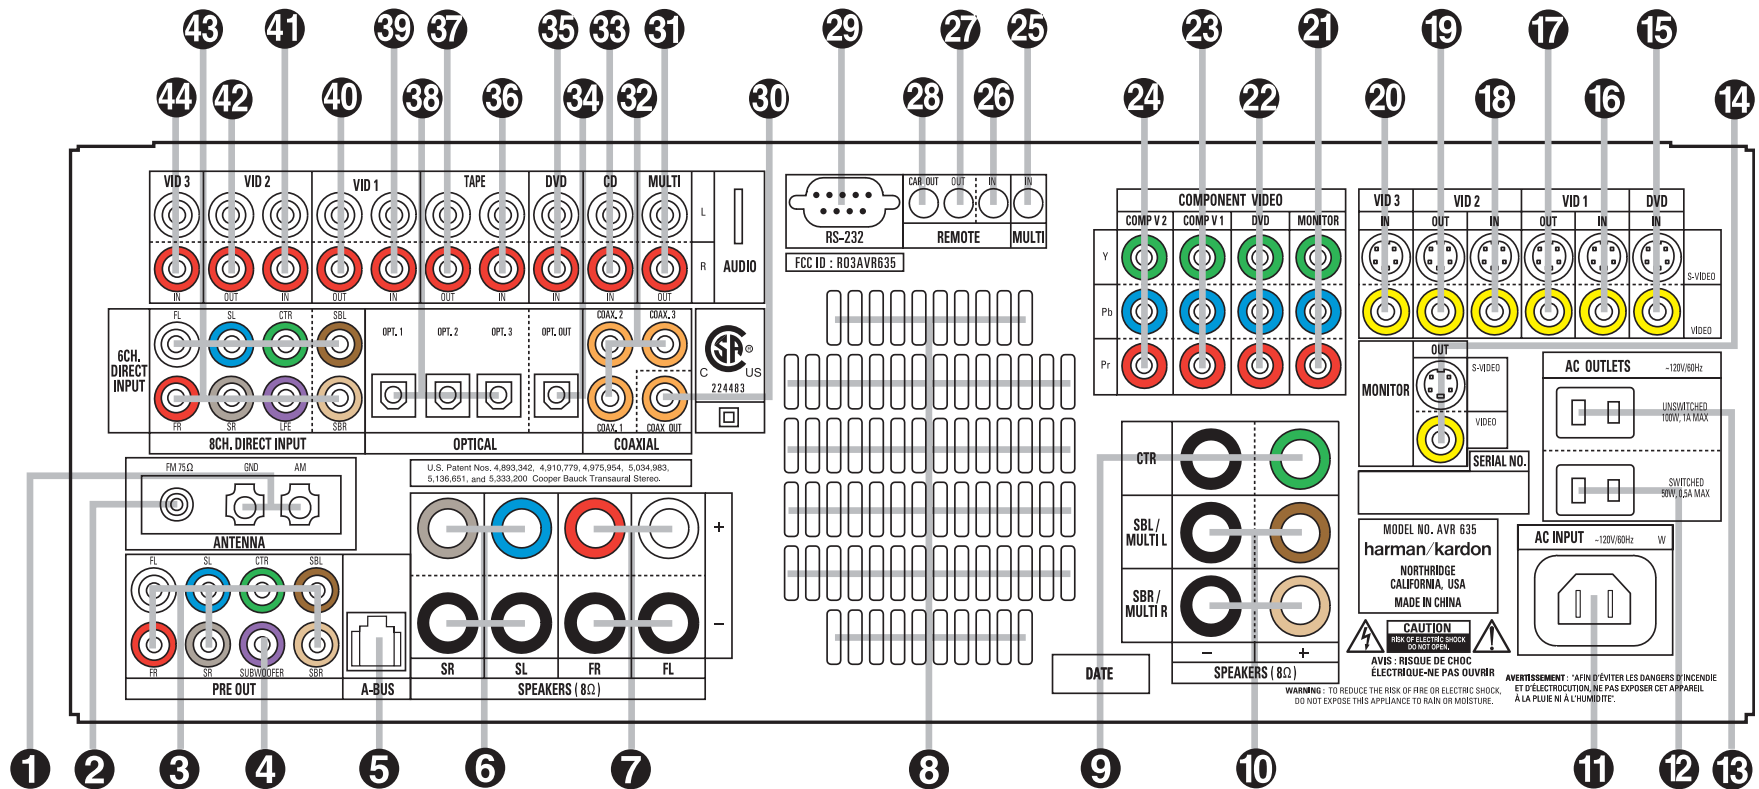 43 41 39 37 35 33 31 29 27 25 23 21 19 17 15
44 42 40 38 36 34 32 30 28 26 24 22 20 18 16 14
VID 3 VID 2 VID 1 TAPE DVD CD MULTI
L
R
AUDIO
IN OUT IN OUT IN OUT IN IN IN OUT
RS-232
CAR OUT OUT IN IN
REMOTE MULTI
FCC ID : RO3AVR635
COMPONENT VIDEO
COMP V 2 COMP V 1 DVD MONITOR
Y
Pb
Pr
VID 3 VID 2 VID 1 DVD
IN OUT IN OUT IN IN
S-VIDEO
VIDEO
6CH. DIRECT INPUT
FL SL CTR SBL
FR SR LFE SBR
8CH. DIRECT INPUT
OPT. 1 OPT. 2 OPT. 3 OPT. OUT
OPTICAL
COAX. 2 COAX. 3
COAX. 1 COAX OUT
COAXIAL
SA ®
C US
224483
MONITOR
OUT
S-VIDEO
VIDEO
AC OUTLETS ~120V/60Hz
UNSWITCHED
100W, 1A MAX
SWITCHED
50W, 0.5A MAX
SERIAL NO.
FM 75Ω GND AM
ANTENNA
U.S. Patent Nos. 4,893,342, 4,910,779, 4,975,954, 5,034,983,
5,136,651, and 5,333,200 Cooper Bauck Transaural Stereo.
+
−
SR SL FR FL
SPEAKERS ( 8Ω )
FL SL CTR SBL
FR SR SUBWOOFER SBR
PRE OUT
A-BUS
CTR
SBL / MULTI L
SBR / MULTI R
− +
SPEAKERS ( 8Ω )
DATE
MODEL NO. AVR 635
harman/kardon
NORTHRIDGE
CALIFORNIA, USA
MADE IN CHINA
CAUTION
RISK OF ELECTRIC SHOCK
DO NOT OPEN.
AVIS : RISQUE DE CHOC
ÉLECTRIQUE-NE PAS OUVRIR
AC INPUT ~120V/60Hz W
WARNING : TO REDUCE THE RISK OF FIRE OR ELECTRIC SHOCK,
DO NOT EXPOSE THIS APPLIANCE TO RAIN OR MOISTURE.
AVERTISSEMENT : "AFIN D'ÉVITER LES DANGERS D'INCENDIE
ET D'ÉLECTROCUTION, NE PAS EXPOSER CET APPAREIL
À LA PLUIE NI À L'HUMIDITE".
1 2 3 4 5 6 7 8 9 10 11 12 13